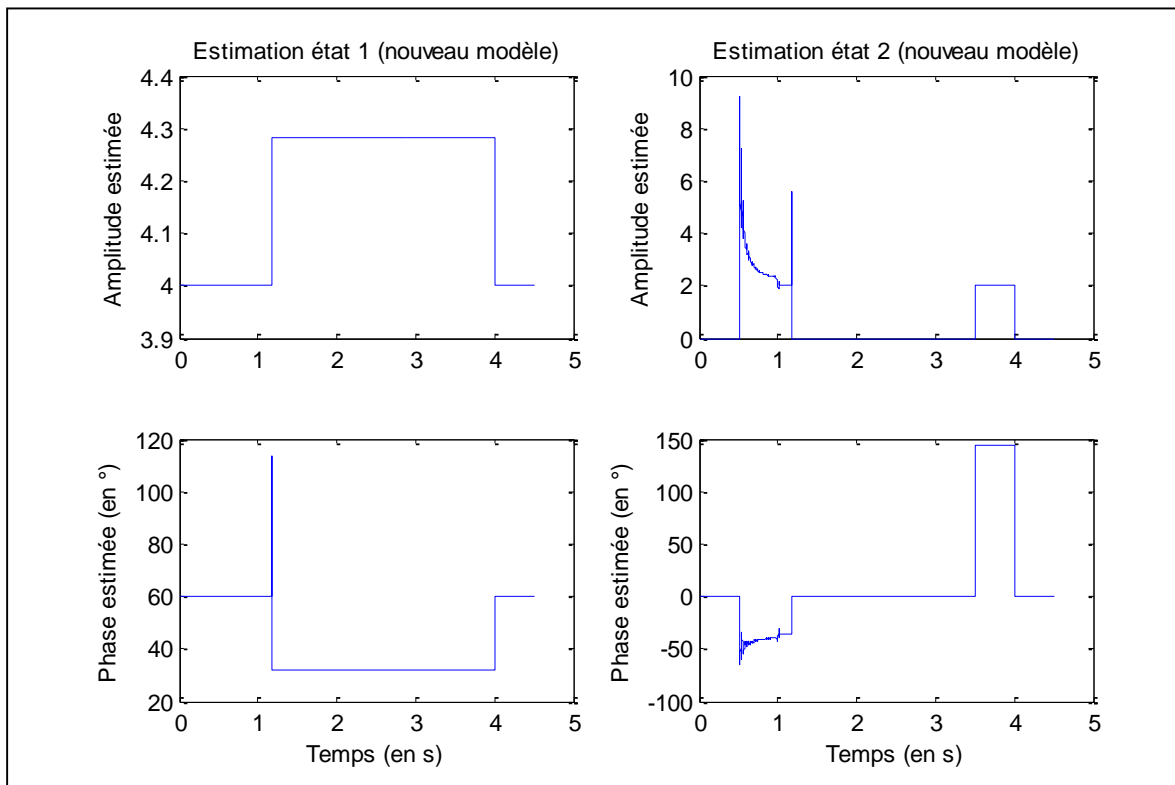 Estimation état 1 (nouveau modèle)
Amplitude estimée
4.4
4.3
4.2
4.1
4
3.9
0 1 2 3 4 5
Estimation état 2 (nouveau modèle)
Amplitude estimée
10
8
6
4
2
0
0 1 2 3 4 5
Phase estimée (en °)
120
100
80
60
40
20
0 1 2 3 4 5
Temps (en s)
Phase estimée (en °)
150
100
50
0
-50
-100
0 1 2 3 4 5
Temps (en s)